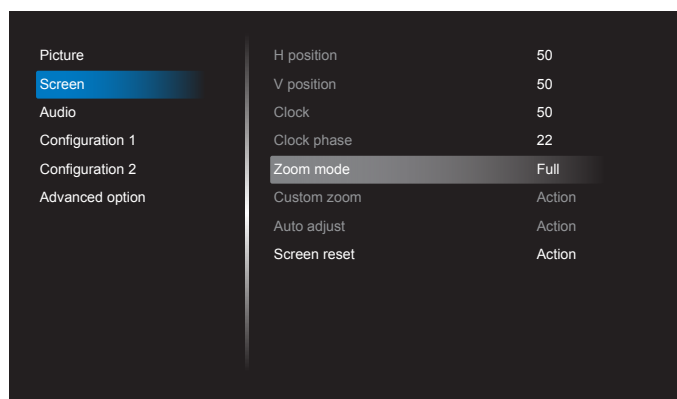 Picture
Screen
Audio
Configuration 1
Configuration 2
Advanced option
H position 50
V position 50
Clock 50
Clock phase 22
Zoom mode Full
Custom zoom Action
Auto adjust Action
Screen reset Action